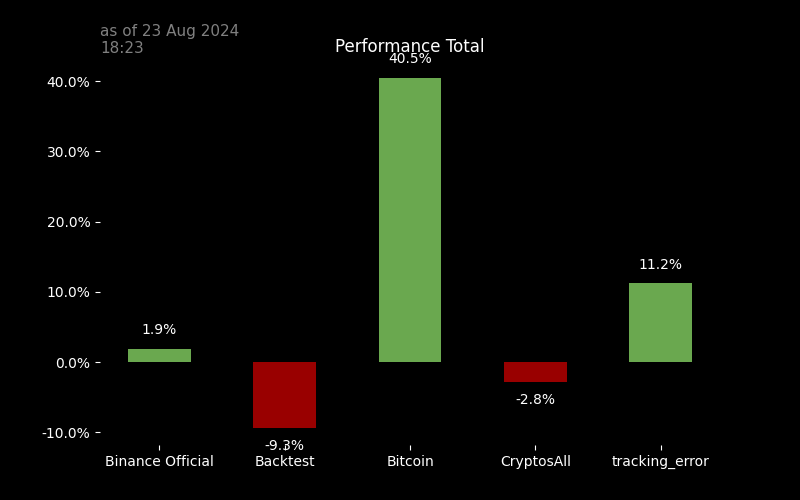 as of 23 Aug 2024
18:23
Performance Total
40.5%
40.0%
30.0%
20.0%
10.0%
0.0%
-10.0%
1.9%
-9.3%
-2.8%
11.2%
Binance Official
Backtest
Bitcoin
CryptosAll
tracking_error